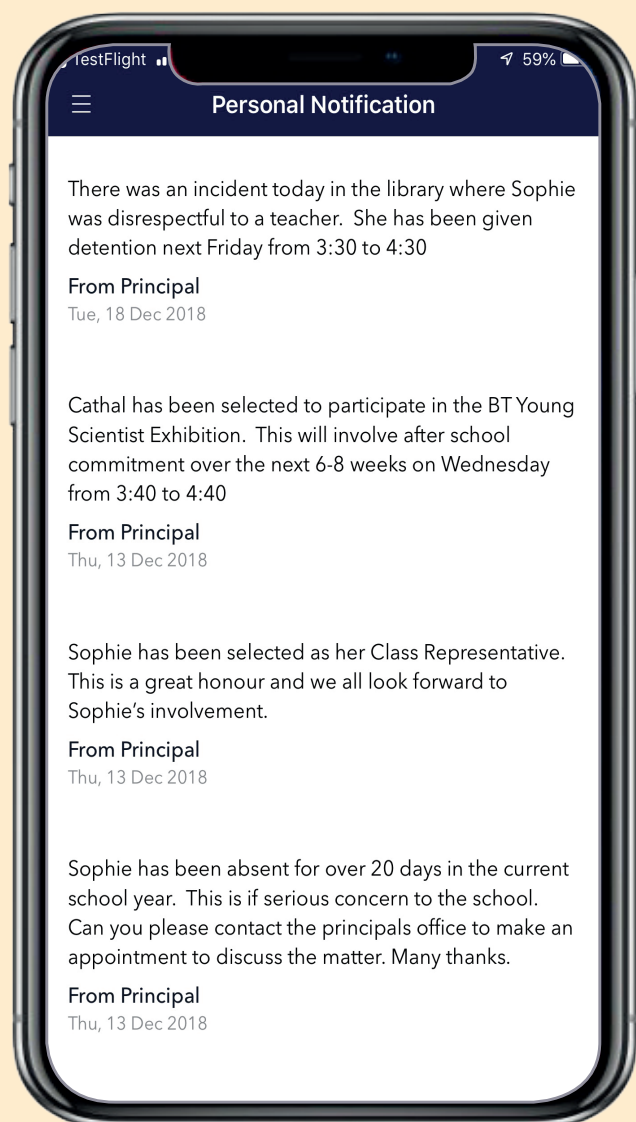 TestFlight 59%
Personal Notification
There was an incident today in the library where Sophie
was disrespectful to a teacher.  She has been given
detention next Friday from 3:30 to 4:30
From Principal
Tue, 18 Dec 2018
Cathal has been selected to participate in the BT Young
Scientist Exhibition.  This will involve after school
commitment over the next 6-8 weeks on Wednesday
from 3:40 to 4:40
From Principal
Thu, 13 Dec 2018
Sophie has been selected as her Class Representative.
This is a great honour and we all look forward to
Sophie’s involvement.
From Principal
Thu, 13 Dec 2018
Sophie has been absent for over 20 days in the current
school year.  This is if serious concern to the school.
Can you please contact the principals office to make an
appointment to discuss the matter. Many thanks.
From Principal
Thu, 13 Dec 2018